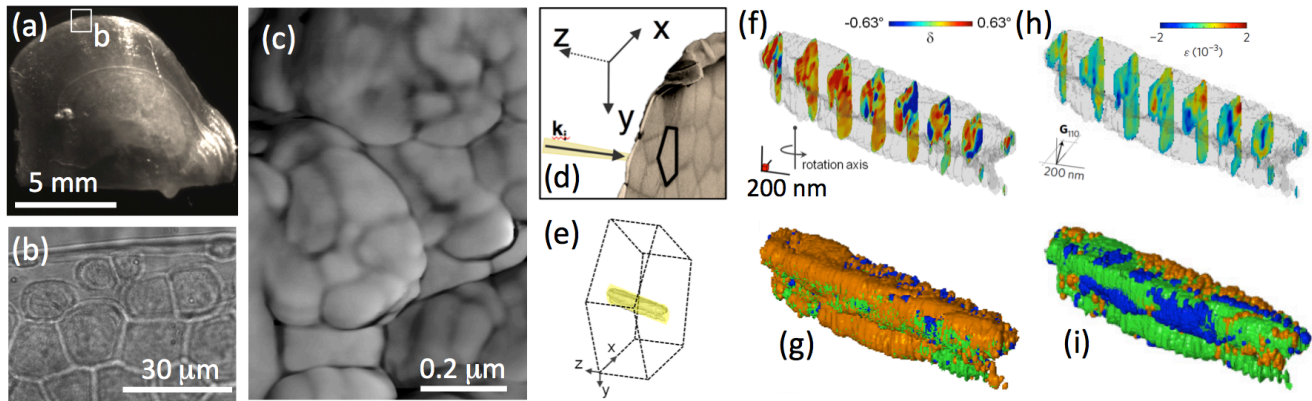 (a)
b
5 mm
(b)
30 μm
(c)
0.2 μm
x
z
y
kᵢ
(d)
(e)
x
z
y
(f)
-0.63°
0.63°
δ
rotation axis
200 nm
(g)
(h)
-2
2
ε (10⁻³)
G₁₁₀
200 nm
(i)